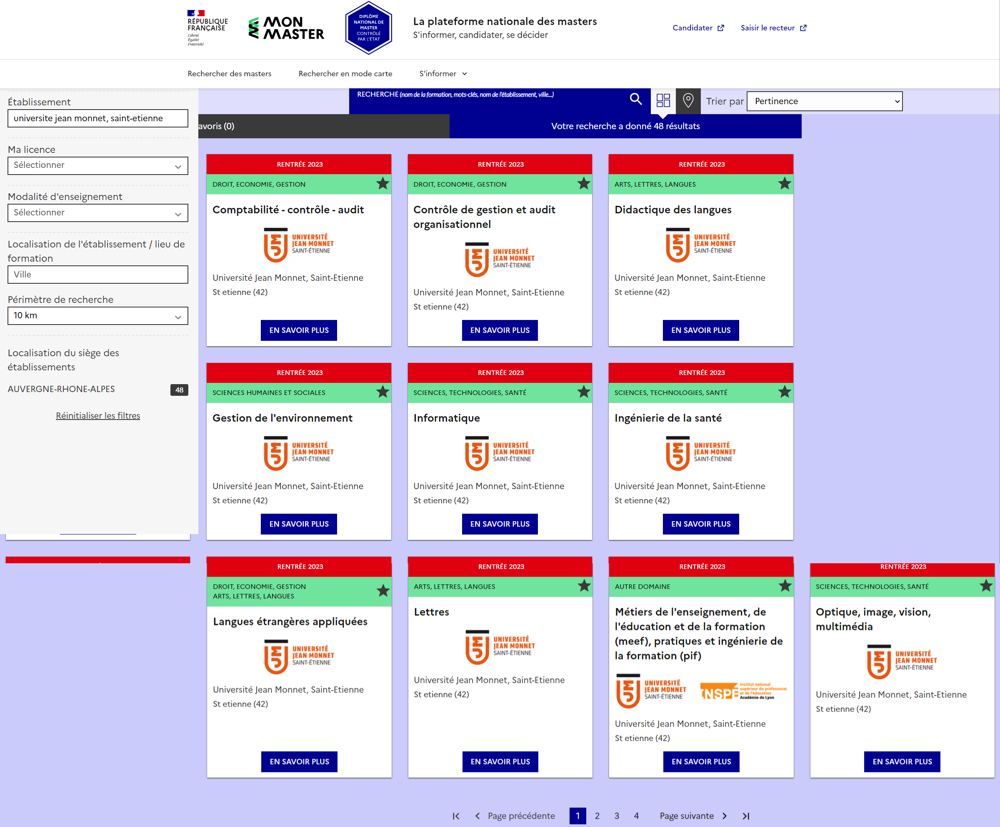 RÉPUBLIQUE
FRANÇAISE
Liberté
Égalité
Fraternité
MON
MASTER
DIPLÔME
NATIONAL DE
MASTER
CONTRÔLÉ
PAR L'ÉTAT
La plateforme nationale des masters
S'informer, candidater, se décider
Candidater
Saisir le recteur
Rechercher des masters
Rechercher en mode carte
S'informer
RECHERCHE (nom de la formation, mots-clés, nom de l'établissement, ville...)
Trier par
Pertinence
avoris (0)
Votre recherche a donné 48 résultats
Établissement
universite jean monnet, saint-etienne
Ma licence
Sélectionner
Modalité d'enseignement
Sélectionner
Localisation de l'établissement / lieu de
formation
Ville
Périmètre de recherche
10 km
Localisation du siège des
établissements
AUVERGNE-RHONE-ALPES 48
Réinitialiser les filtres
RENTRÉE 2023
DROIT, ECONOMIE, GESTION
Comptabilité - contrôle - audit
UNIVERSITÉ
JEAN MONNET
SAINT-ÉTIENNE
Université Jean Monnet, Saint-Etienne
St etienne (42)
EN SAVOIR PLUS
RENTRÉE 2023
DROIT, ECONOMIE, GESTION
Contrôle de gestion et audit
organisationnel
UNIVERSITÉ
JEAN MONNET
SAINT-ÉTIENNE
Université Jean Monnet, Saint-Etienne
St etienne (42)
EN SAVOIR PLUS
RENTRÉE 2023
ARTS, LETTRES, LANGUES
Didactique des langues
UNIVERSITÉ
JEAN MONNET
SAINT-ÉTIENNE
Université Jean Monnet, Saint-Etienne
St etienne (42)
EN SAVOIR PLUS
RENTRÉE 2023
SCIENCES HUMAINES ET SOCIALES
Gestion de l'environnement
UNIVERSITÉ
JEAN MONNET
SAINT-ÉTIENNE
Université Jean Monnet, Saint-Etienne
St etienne (42)
EN SAVOIR PLUS
RENTRÉE 2023
SCIENCES, TECHNOLOGIES, SANTÉ
Informatique
UNIVERSITÉ
JEAN MONNET
SAINT-ÉTIENNE
Université Jean Monnet, Saint-Etienne
St etienne (42)
EN SAVOIR PLUS
RENTRÉE 2023
SCIENCES, TECHNOLOGIES, SANTÉ
Ingénierie de la santé
UNIVERSITÉ
JEAN MONNET
SAINT-ÉTIENNE
Université Jean Monnet, Saint-Etienne
St etienne (42)
EN SAVOIR PLUS
RENTRÉE 2023
DROIT, ECONOMIE, GESTION
ARTS, LETTRES, LANGUES
Langues étrangères appliquées
UNIVERSITÉ
JEAN MONNET
SAINT-ÉTIENNE
Université Jean Monnet, Saint-Etienne
St etienne (42)
EN SAVOIR PLUS
RENTRÉE 2023
ARTS, LETTRES, LANGUES
Lettres
UNIVERSITÉ
JEAN MONNET
SAINT-ÉTIENNE
Université Jean Monnet, Saint-Etienne
St etienne (42)
EN SAVOIR PLUS
RENTRÉE 2023
AUTRE DOMAINE
Métiers de l'enseignement, de
l'éducation et de la formation
(meef), pratiques et ingénierie de
la formation (pif)
UNIVERSITÉ
JEAN MONNET
SAINT-ÉTIENNE
INSPE
Institut national
supérieur du professorat
et de l'éducation
Académie de Lyon
Université Jean Monnet, Saint-Etienne
St etienne (42)
EN SAVOIR PLUS
RENTRÉE 2023
SCIENCES, TECHNOLOGIES, SANTÉ
Optique, image, vision,
multimédia
UNIVERSITÉ
JEAN MONNET
SAINT-ÉTIENNE
Université Jean Monnet, Saint-Etienne
St etienne (42)
EN SAVOIR PLUS
Page précédente 1 2 3 4 Page suivante